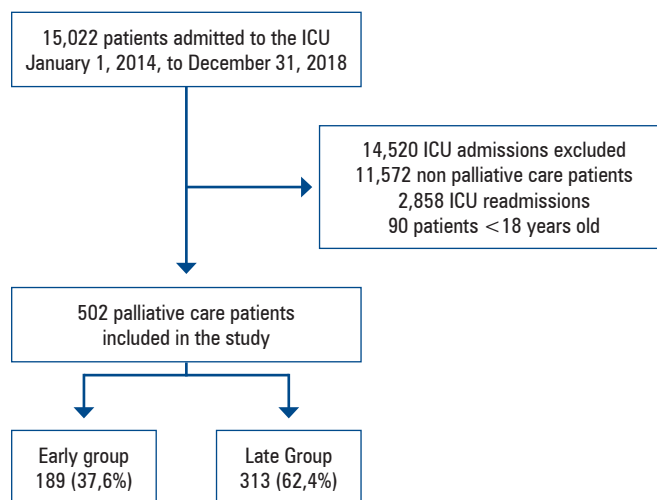 15,022 patients admitted to the ICU
January 1, 2014, to December 31, 2018
14,520 ICU admissions excluded
11,572 non palliative care patients
2,858 ICU readmissions
90 patients <18 years old
502 palliative care patients
included in the study
Early group
189 (37,6%)
Late Group
313 (62,4%)